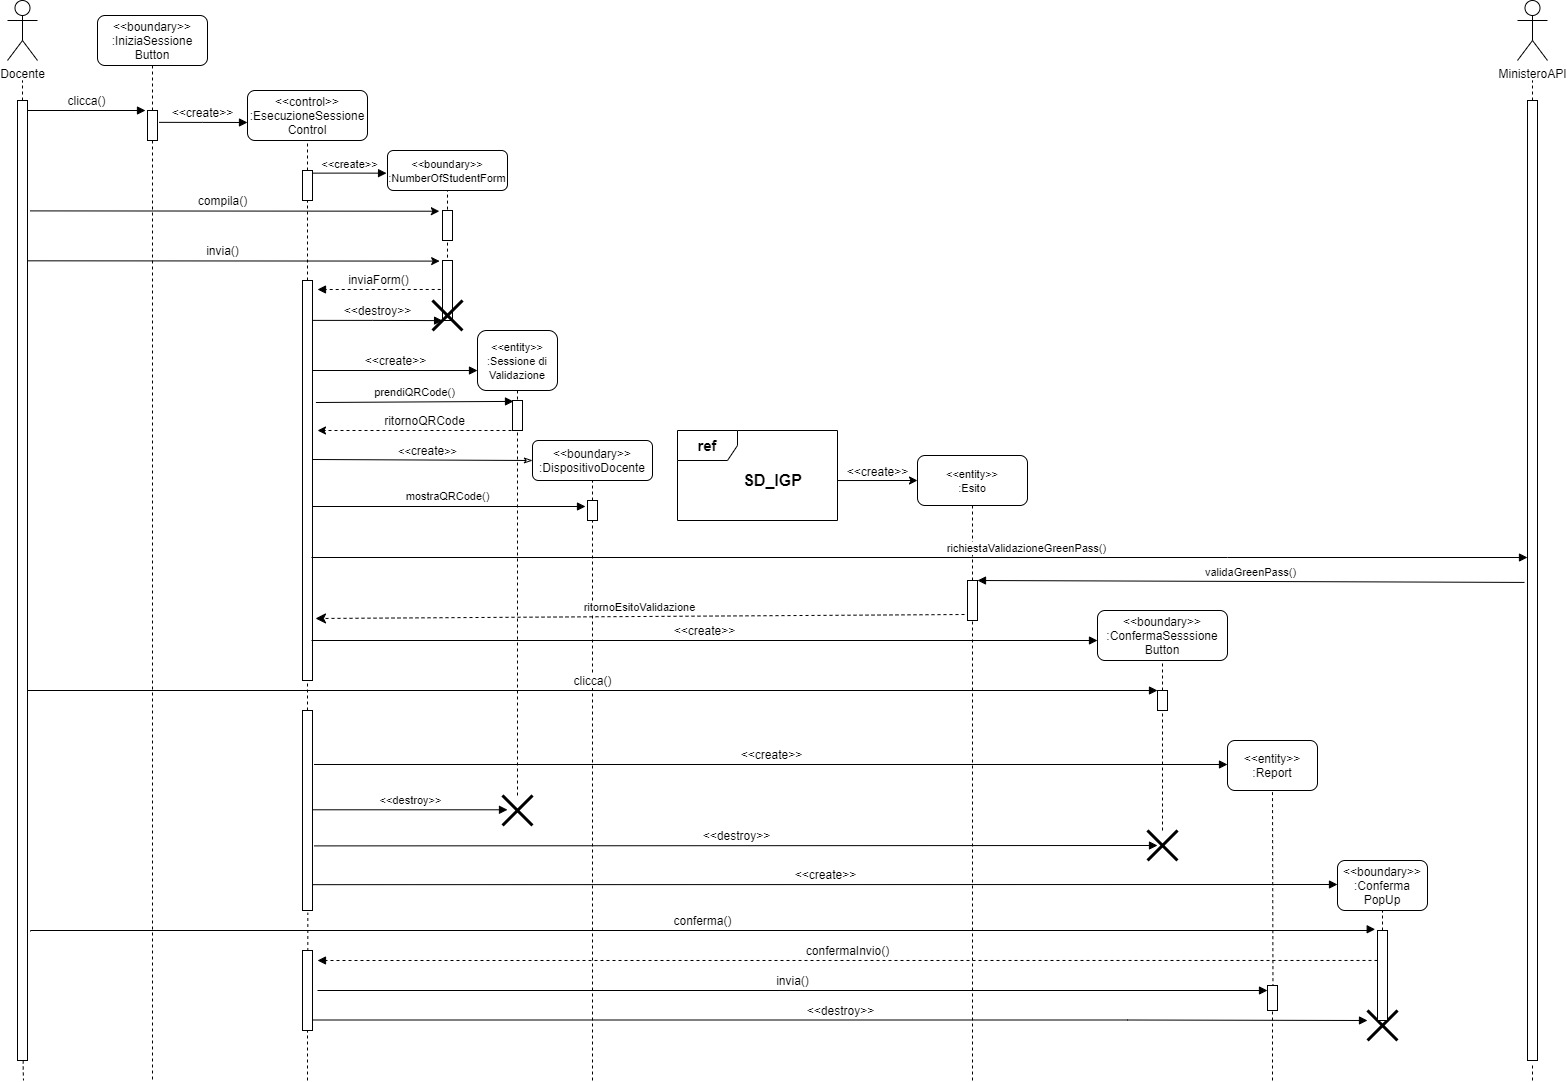 Docente
<<boundary>>
:IniziaSessione
Button
MinisteroAPI
clicca()
<<create>>
<<control>>
:EsecuzioneSessione
Control
<<create>>
<<boundary>>
:NumberOfStudentForm
compila()
invia()
inviaForm()
<<destroy>>
<<entity>>
:Sessione di
Validazione
<<create>>
prendiQRCode()
ritornoQRCode
<<create>>
<<boundary>>
:DispositivoDocente
ref
SD_IGP
<<create>>
<<entity>>
:Esito
mostraQRCode()
richiestaValidazioneGreenPass()
validaGreenPass()
ritornoEsitoValidazione
<<create>>
<<boundary>>
:ConfermaSesssione
Button
clicca()
<<create>>
<<entity>>
:Report
<<destroy>>
<<destroy>>
<<create>>
<<boundary>>
:Conferma
PopUp
conferma()
confermaInvio()
invia()
<<destroy>>